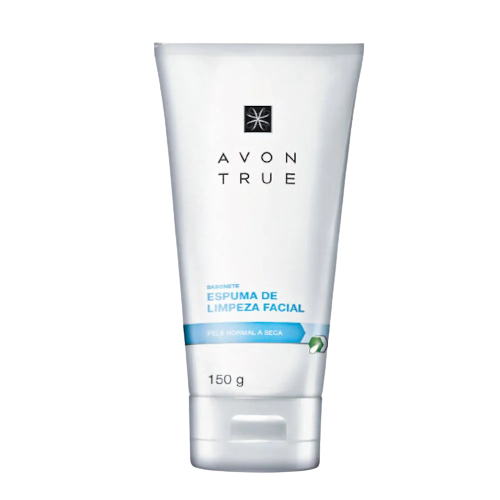 AVON
TRUE
SABONETE
ESPUMA DE
LIMPEZA FACIAL
PELE NORMAL A SECA
150 g